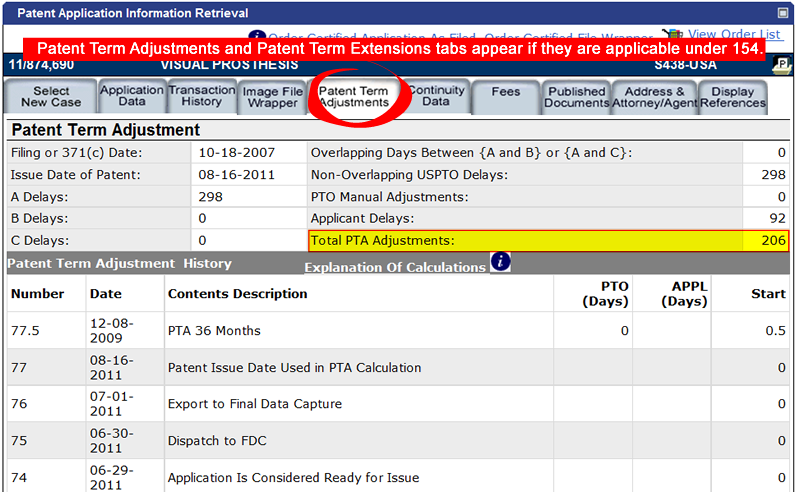 Patent Application Information Retrieval
Order Certified Application As Filed Order Certified File Wrapper View Order List
Patent Term Adjustments and Patent Term Extensions tabs appear if they are applicable under 154.
11/874,690 VISUAL PROSTHESIS S438-USA
Select New Case Application Data Transaction History Image File Wrapper Patent Term Adjustments Continuity Data Fees Published Documents Address & Attorney/Agent Display References
Patent Term Adjustment
Filing or 371(c) Date: 10-18-2007 Overlapping Days Between {A and B} or {A and C}: 0
Issue Date of Patent: 08-16-2011 Non-Overlapping USPTO Delays: 298
A Delays: 298 PTO Manual Adjustments: 0
B Delays: 0 Applicant Delays: 92
C Delays: 0 Total PTA Adjustments: 206
Patent Term Adjustment History Explanation Of Calculations i
Number Date Contents Description PTO (Days) APPL (Days) Start
77.5 12-08-2009 PTA 36 Months 0 0.5
77 08-16-2011 Patent Issue Date Used in PTA Calculation 0
76 07-01-2011 Export to Final Data Capture 0
75 06-30-2011 Dispatch to FDC 0
74 06-29-2011 Application Is Considered Ready for Issue 0